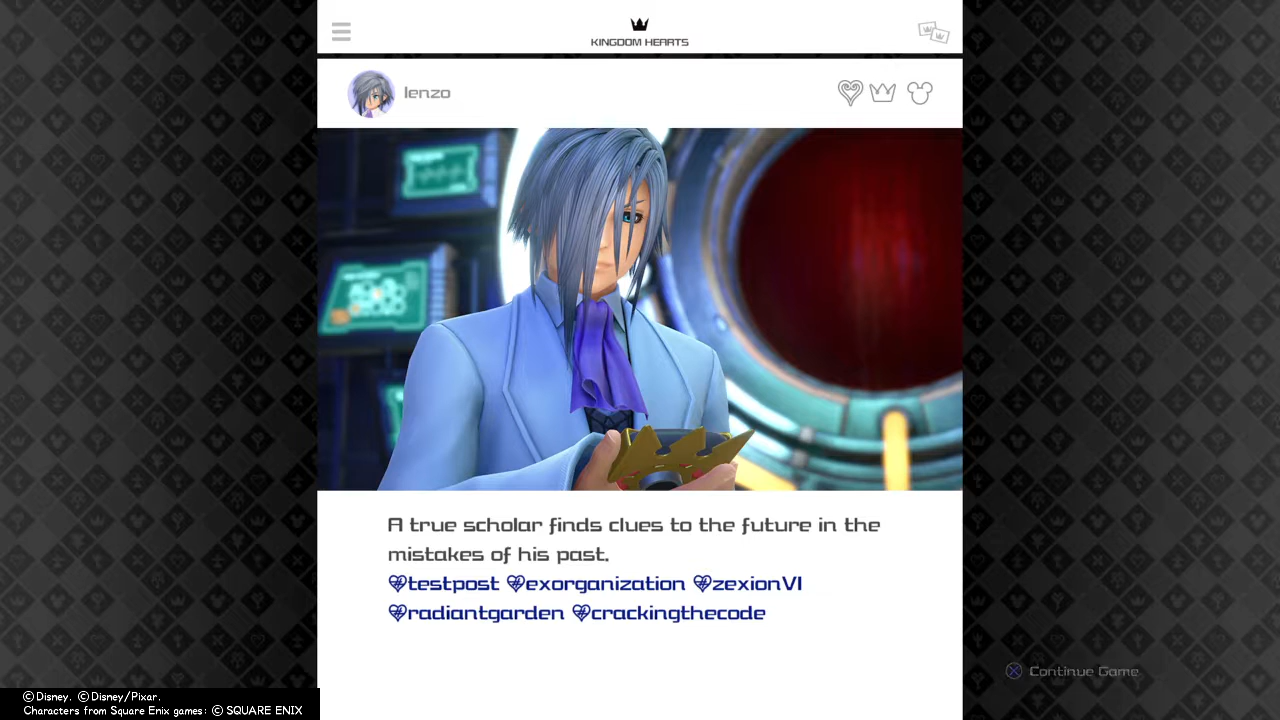 KINGDOM HEARTS
Ienzo
A true scholar finds clues to the future in the
mistakes of his past.
#testpost #exorganization #zexionVI
#radiantgarden #crackingthecode
Continue Game
©Disney. ©Disney/Pixar.
Characters from Square Enix games: © SQUARE ENIX